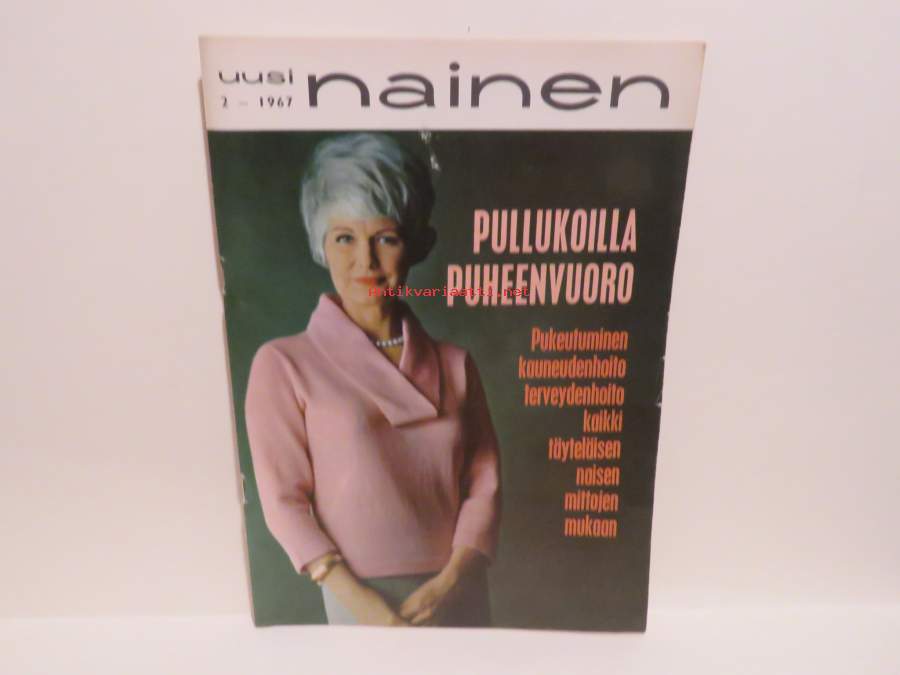 uusi nainen
2 - 1967
PULLUKOILLA
PUHEENVUORO
Antikvariaatti.net
Pukeutuminen
kauneudenhoito
terveydenhoito
kaikki
täyteläisen
naisen
mittojen
mukaan